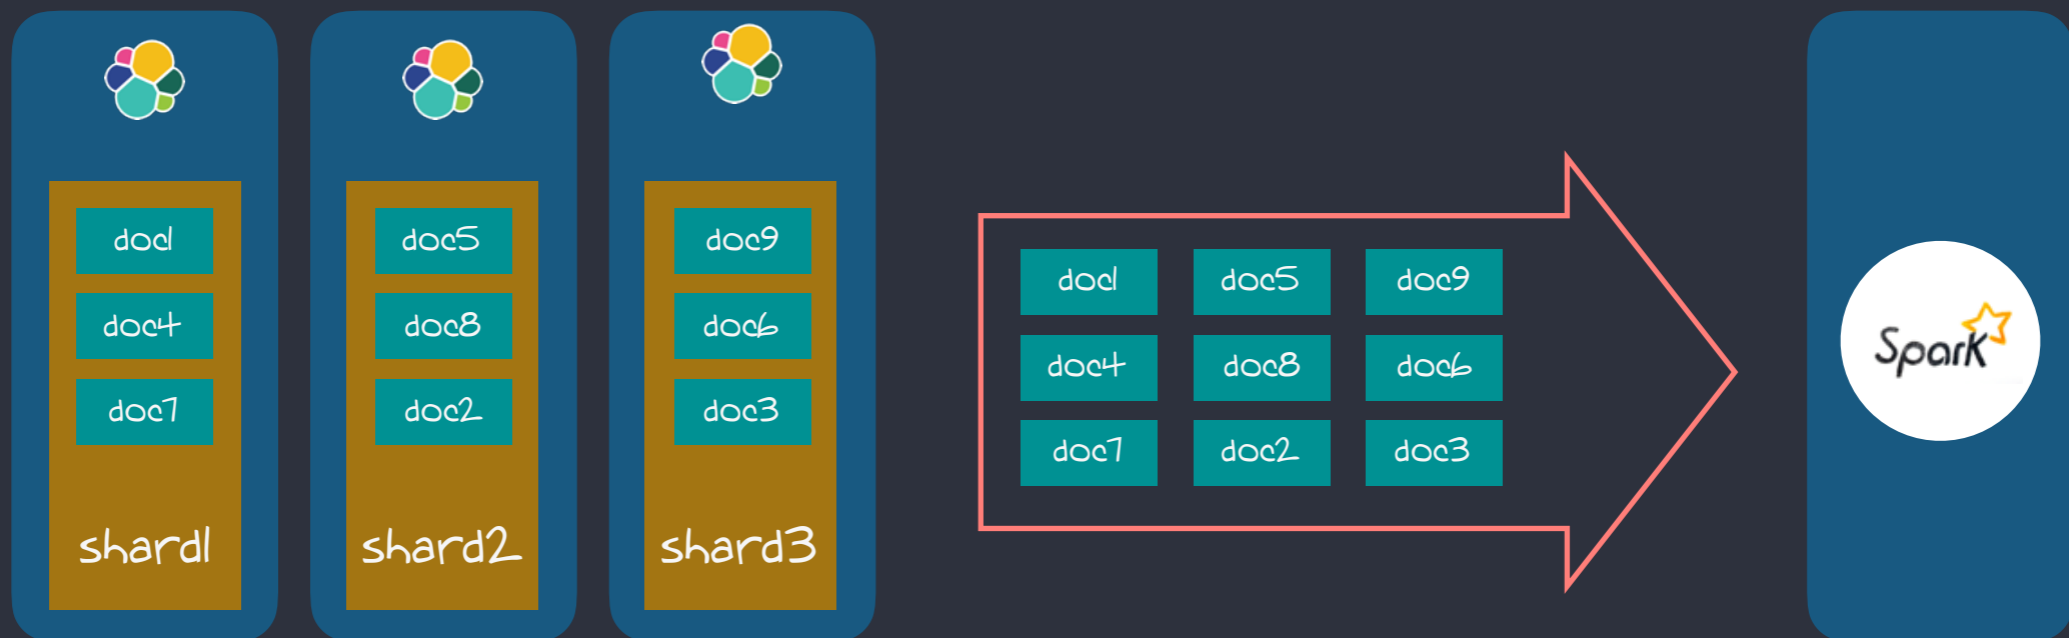 doc1
doc4
doc7
shard1
doc5
doc8
doc2
shard2
doc9
doc6
doc3
shard3
doc1 doc5 doc9
doc4 doc8 doc6
doc7 doc2 doc3
Spark